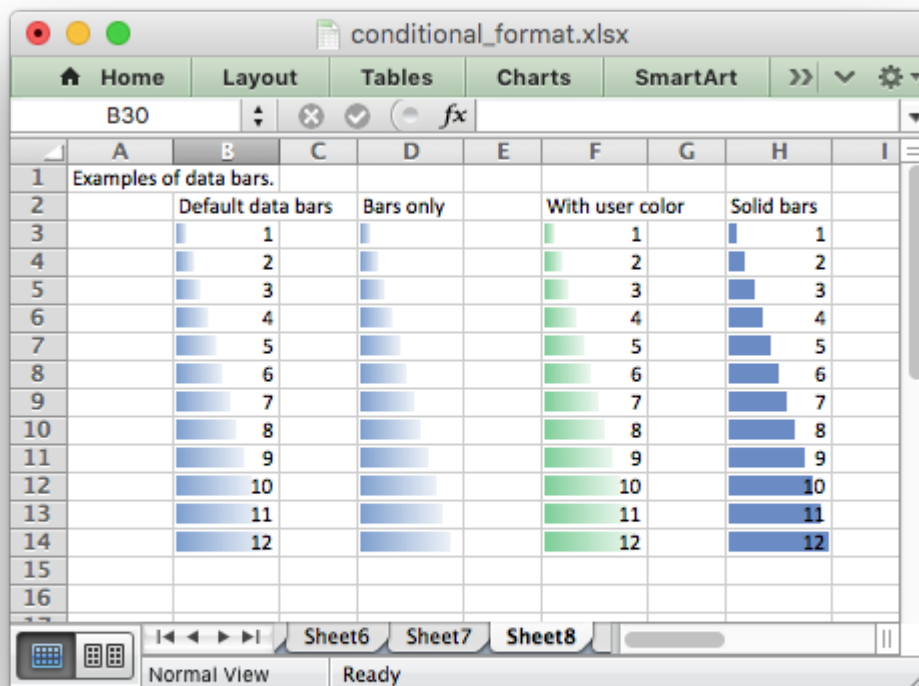 conditional_format.xlsx
Home Layout Tables Charts SmartArt
B30 fx
A B C D E F G H I
1 Examples of data bars.
2 Default data bars Bars only With user color Solid bars
3 1 1 1
4 2 2 2
5 3 3 3
6 4 4 4
7 5 5 5
8 6 6 6
9 7 7 7
10 8 8 8
11 9 9 9
12 10 10 10
13 11 11 11
14 12 12 12
15
16
17
Sheet6 Sheet7 Sheet8
Normal View Ready